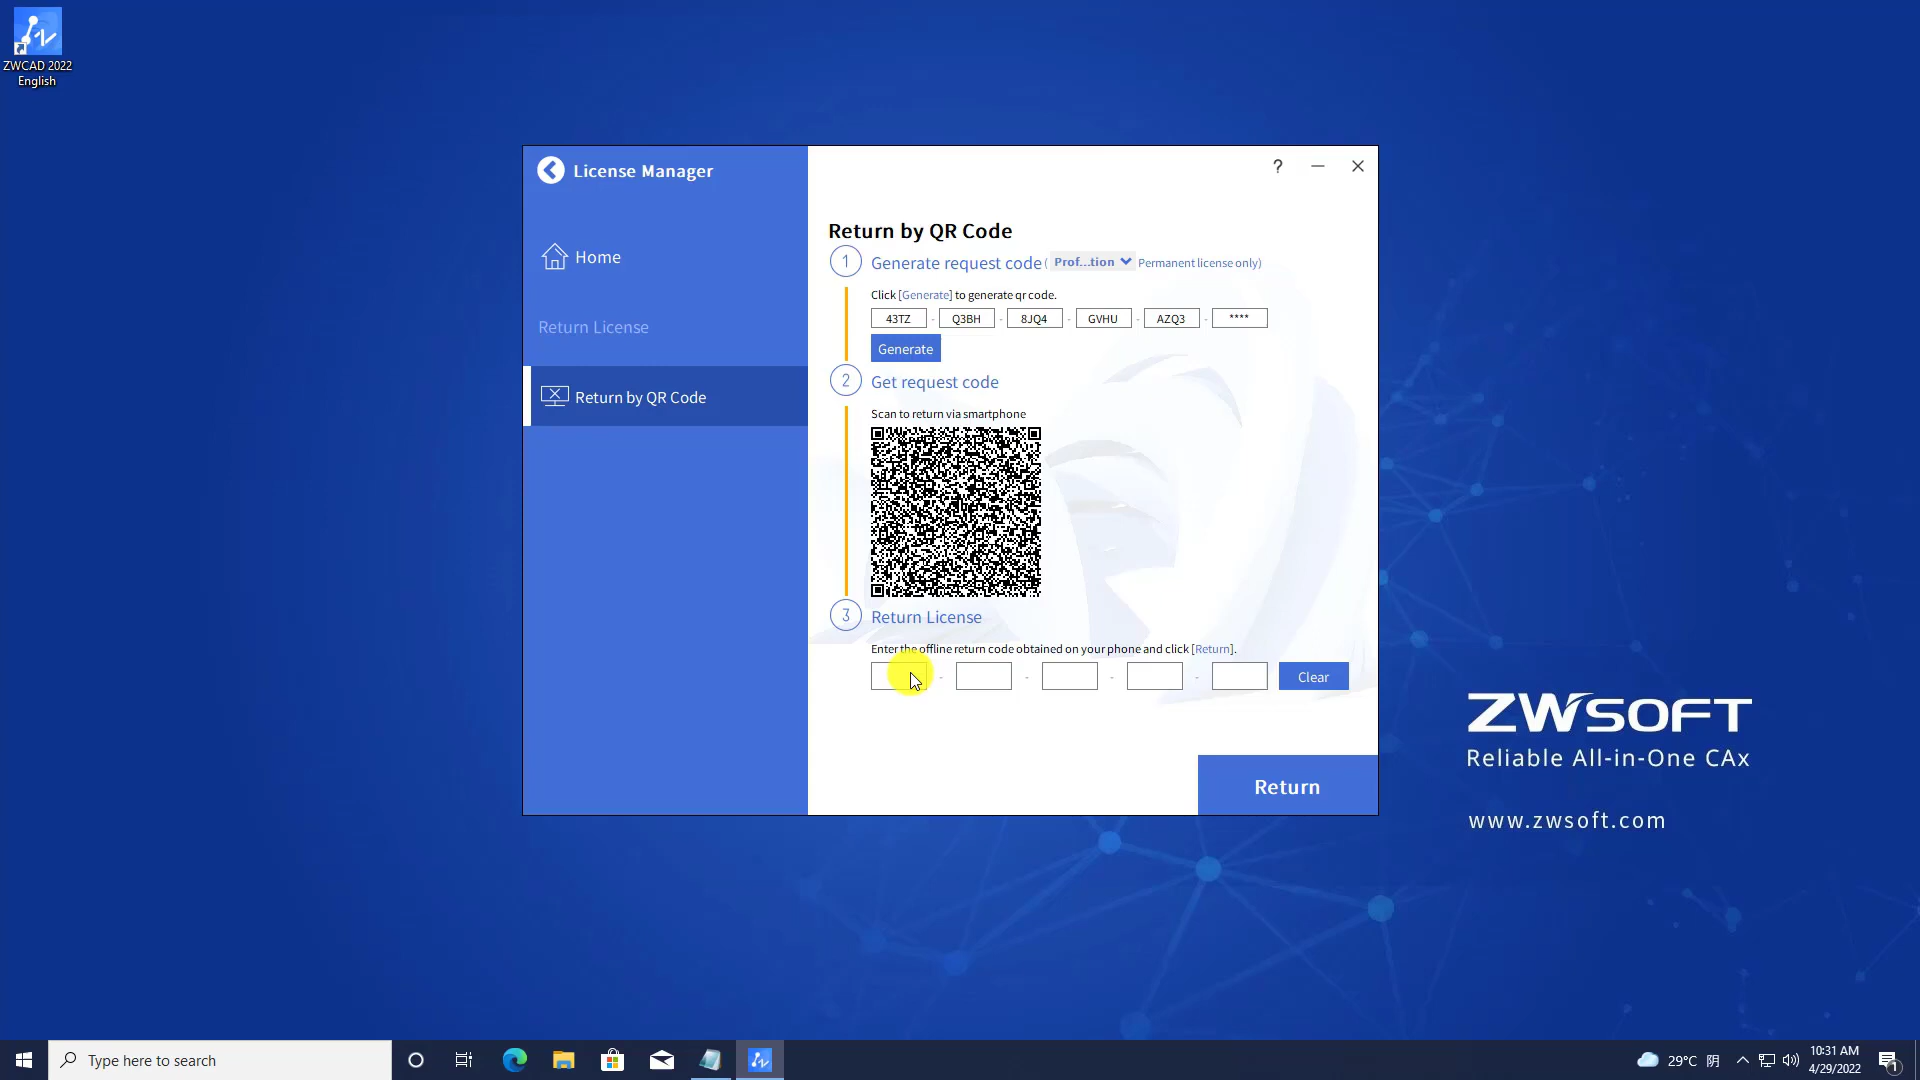 ZWCAD 2022
English
License Manager
?
Home
Return License
Return by QR Code
Return by QR Code
1
Generate request code ( Prof...tion Permanent license only)
Click [Generate] to generate qr code.
43TZ - Q3BH - 8JQ4 - GVHU - AZQ3 - ****
Generate
2
Get request code
Scan to return via smartphone
3
Return License
Enter the offline return code obtained on your phone and click [Return].
- - - -
Clear
Return
ZWSOFT
Reliable All-in-One CAx
www.zwsoft.com
Type here to search
29°C 阴
10:31 AM
4/29/2022
1